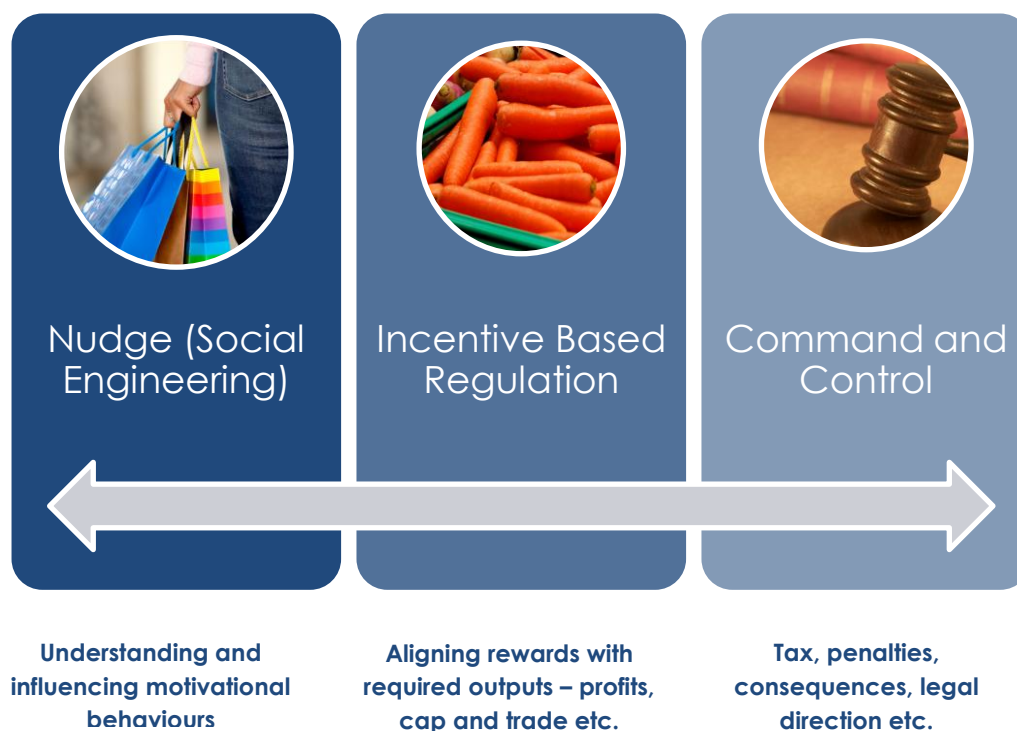 Nudge (Social
Engineering)
Incentive Based
Regulation
Command and
Control
Understanding and
influencing motivational
behaviours
Aligning rewards with
required outputs – profits,
cap and trade etc.
Tax, penalties,
consequences, legal
direction etc.